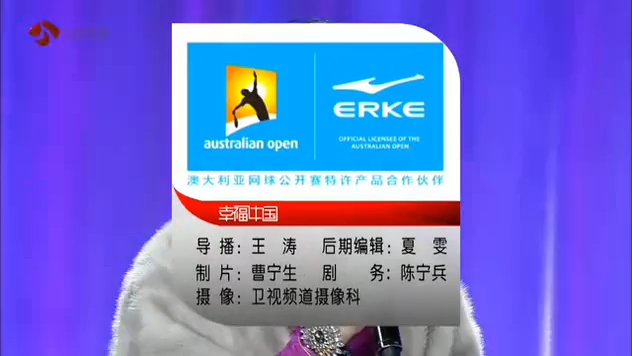 australian open
ERKE
OFFICIAL LICENSEE OF THE
AUSTRALIAN OPEN
澳大利亚网球公开赛特许产品合作伙伴
幸福中国
导 播：王 涛 后期编辑：夏 雯
制 片：曹宁生 剧 务：陈宁兵
摄 像：卫视频道摄像科